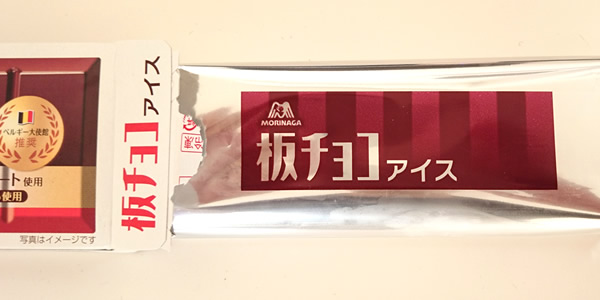 ベルギー大使館
推奨
ート使用
使用
写真はイメージです
板チョコアイス
MORINAGA
板チョコアイス